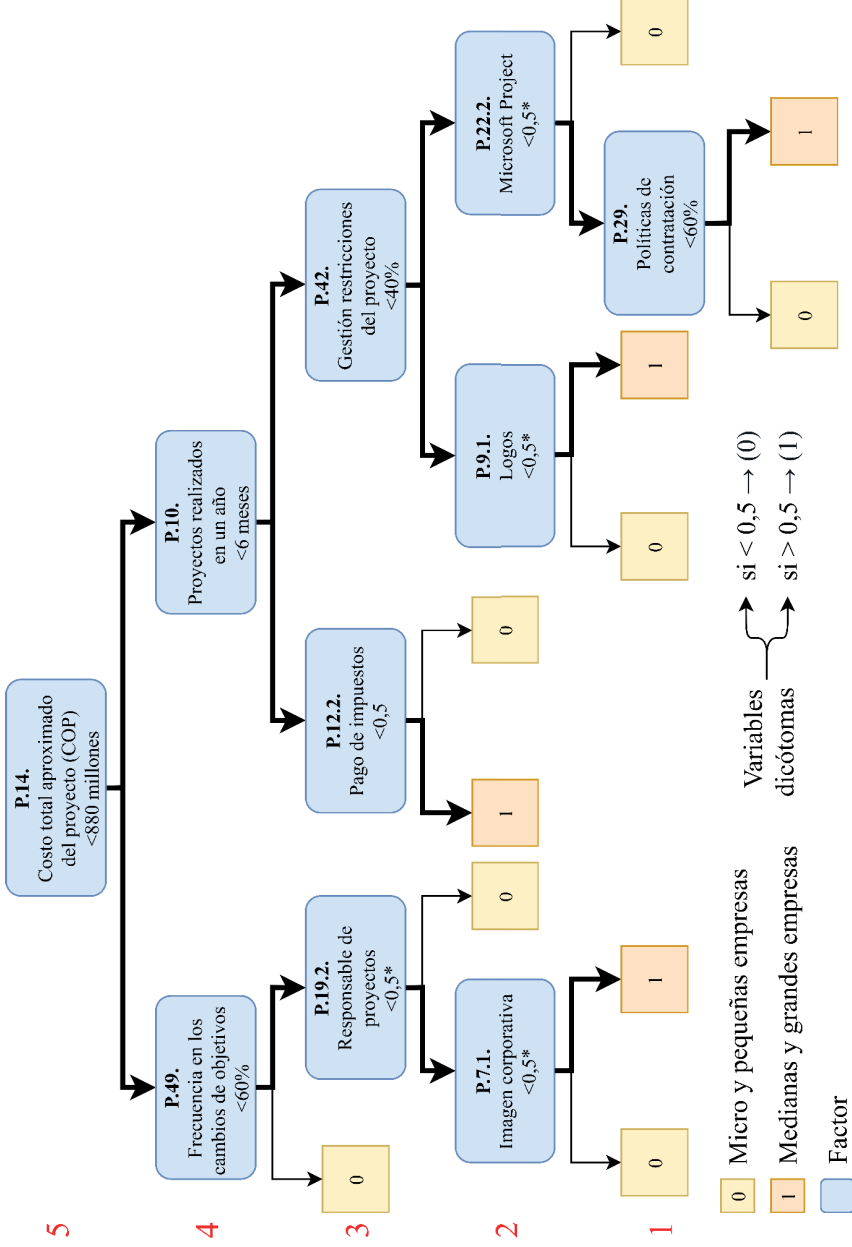 5
P.14.
Costo total aproximado
del proyecto (COP)
<880 millones
4
P.49.
Frecuencia en los
cambios de objetivos
<60%
P.10.
Proyectos realizados
en un año
<6 meses
3
0
P.19.2.
Responsable de
proyectos
<0,5*
P.12.2.
Pago de impuestos
<0,5
P.42.
Gestión restricciones
del proyecto
<40%
2
P.7.1.
Imagen corporativa
<0,5*
0
1
0
P.9.1.
Logos
<0,5*
P.22.2.
Microsoft Project
<0,5*
1
0
1
0
1
P.29.
Políticas de
contratación
<60%
0
0
1
0 Micro y pequeñas empresas
1 Medianas y grandes empresas
Factor
Variables
dicótomas
si < 0,5 → (0)
si > 0,5 → (1)